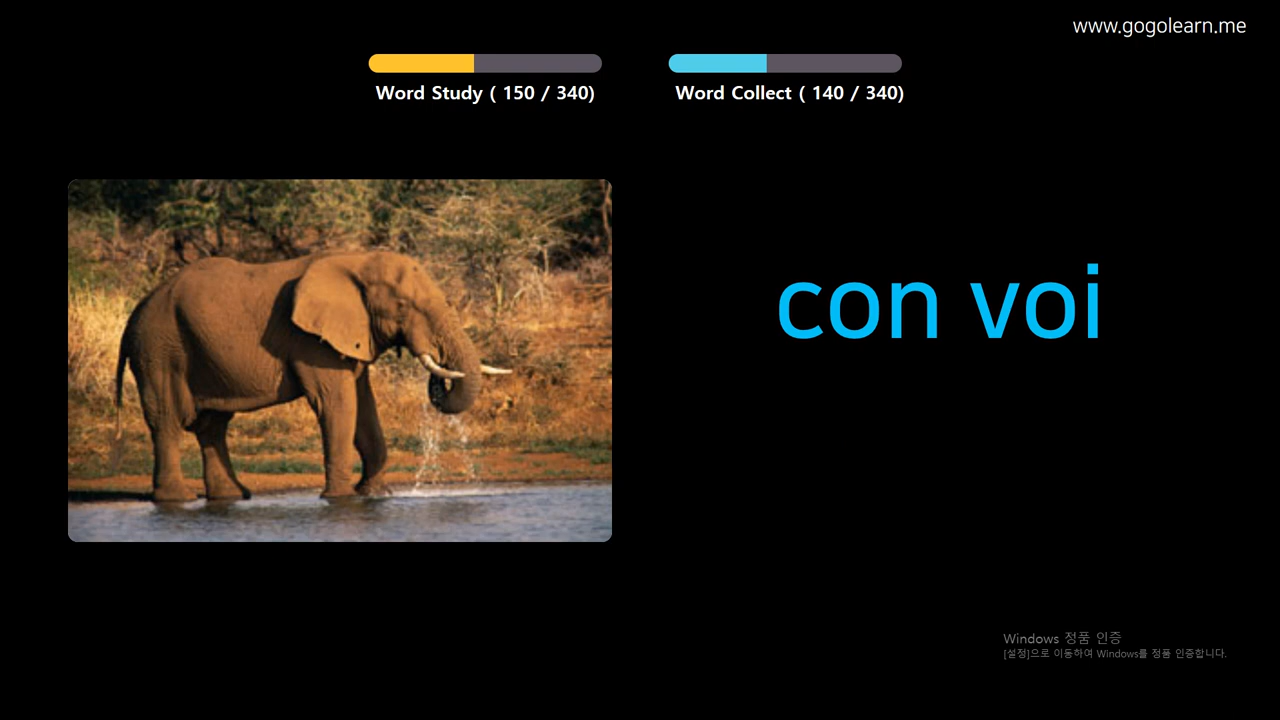 www.gogolearn.me
Word Study ( 150 / 340)
Word Collect ( 140 / 340)
con voi
Windows 정품 인증
[설정]으로 이동하여 Windows를 정품 인증합니다.